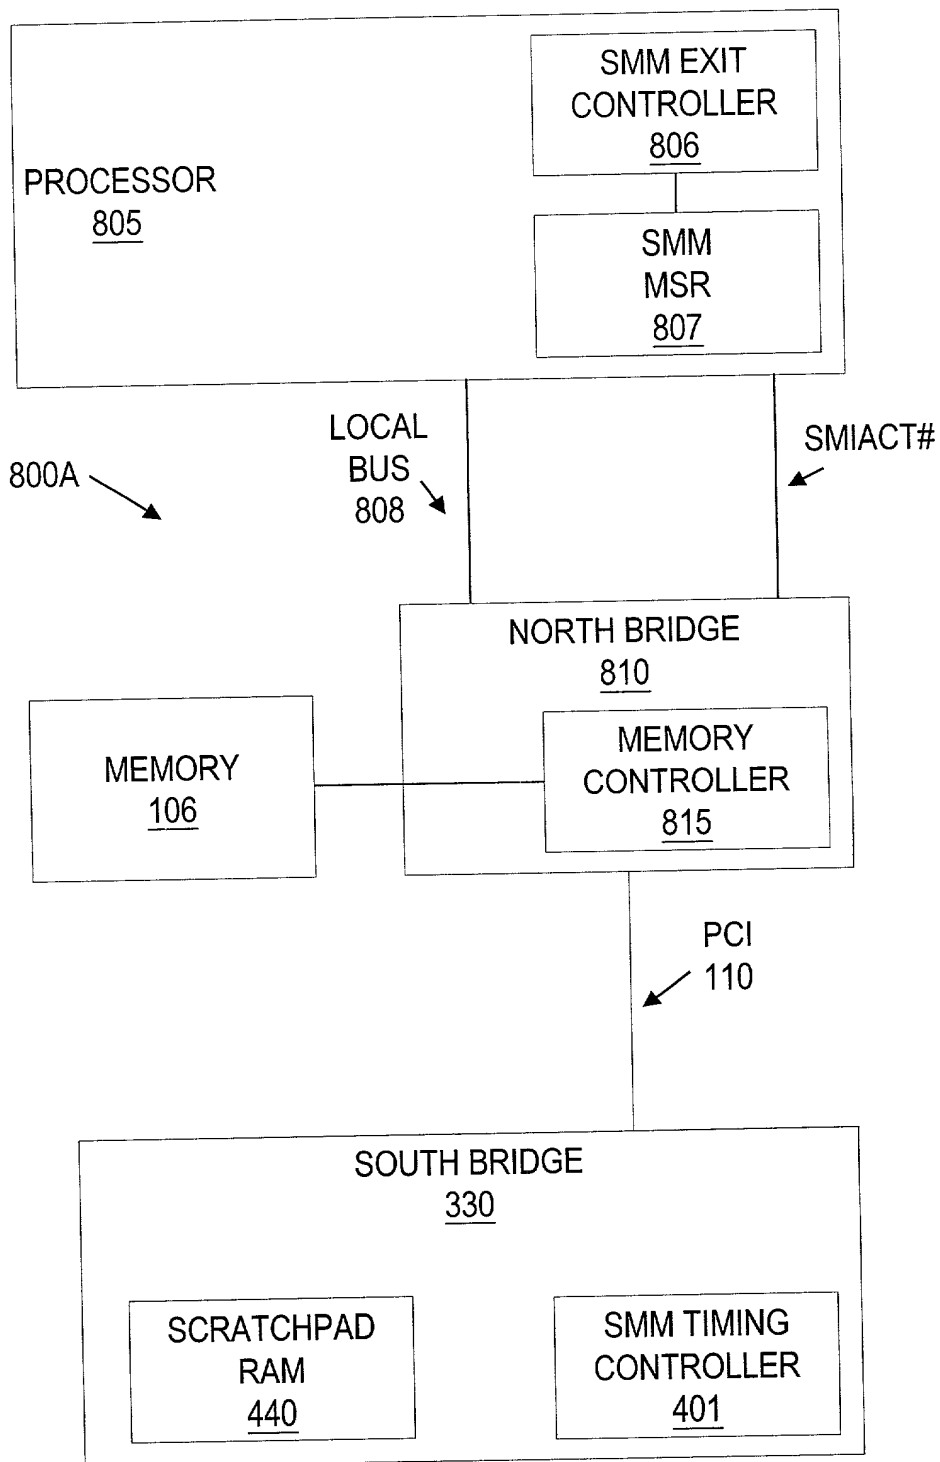 SMM EXIT
CONTROLLER
806
PROCESSOR
805
SMM
MSR
807
LOCAL
BUS
808
SMIACT#
800A
NORTH BRIDGE
810
MEMORY
CONTROLLER
815
MEMORY
106
PCI
110
SOUTH BRIDGE
330
SCRATCHPAD
RAM
440
SMM TIMING
CONTROLLER
401